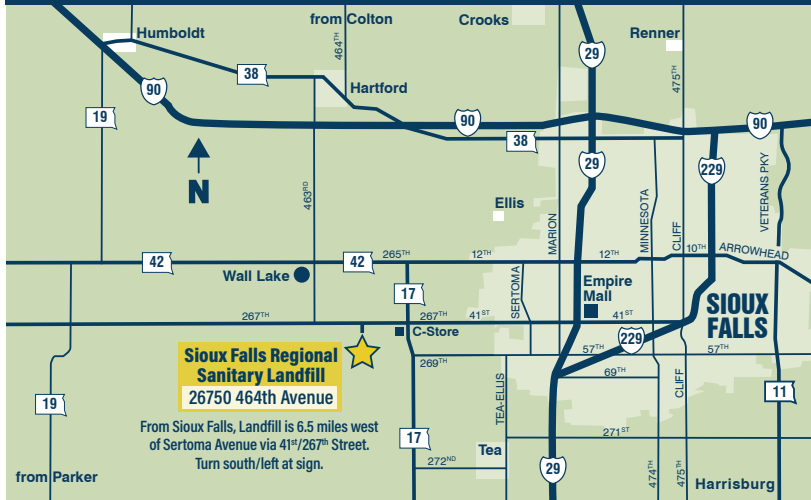 Humboldt
from Colton
Crooks
Renner
464TH
475TH
29
38
Hartford
90
19
90
90
38
29
229
N
463RD
Ellis
MARION
MINNESOTA
CLIFF
VETERANS PKY
42
Wall Lake
42
265TH
12TH
12TH
10TH
ARROWHEAD
17
SERTOMA
Empire
Mall
SIOUX
FALLS
267TH
267TH
41ST
41ST
C-Store
229
Sioux Falls Regional
Sanitary Landfill
26750 464th Avenue
269TH
57TH
57TH
69TH
TEA-ELLIS
CLIFF
19
11
From Sioux Falls, Landfill is 6.5 miles west
of Sertoma Avenue via 41st/267th Street.
Turn south/left at sign.
17
271ST
Tea
272ND
29
474TH
475TH
from Parker
Harrisburg